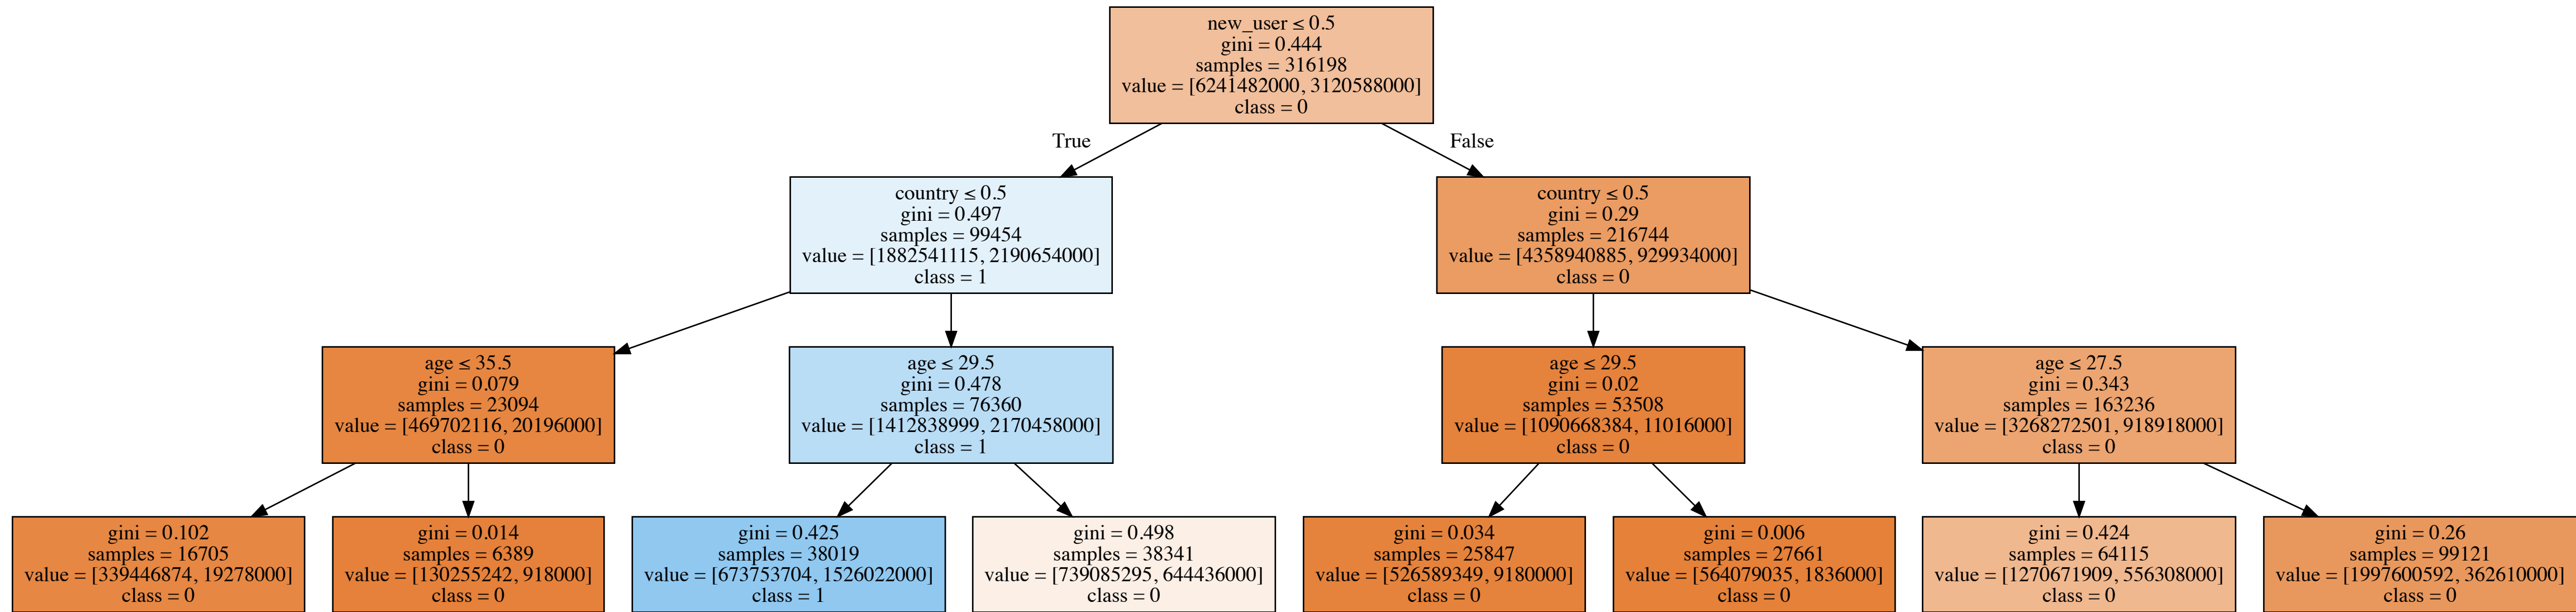 new_user ≤ 0.5
gini = 0.444
samples = 316198
value = [6241482000, 3120588000]
class = 0
True
False
country ≤ 0.5
gini = 0.497
samples = 99454
value = [1882541115, 2190654000]
class = 1
country ≤ 0.5
gini = 0.29
samples = 216744
value = [4358940885, 929934000]
class = 0
age ≤ 35.5
gini = 0.079
samples = 23094
value = [469702116, 20196000]
class = 0
age ≤ 29.5
gini = 0.478
samples = 76360
value = [1412838999, 2170458000]
class = 1
age ≤ 29.5
gini = 0.02
samples = 53508
value = [1090668384, 11016000]
class = 0
age ≤ 27.5
gini = 0.343
samples = 163236
value = [3268272501, 918918000]
class = 0
gini = 0.102
samples = 16705
value = [339446874, 19278000]
class = 0
gini = 0.014
samples = 6389
value = [130255242, 918000]
class = 0
gini = 0.425
samples = 38019
value = [673753704, 1526022000]
class = 1
gini = 0.498
samples = 38341
value = [739085295, 644436000]
class = 0
gini = 0.034
samples = 25847
value = [526589349, 9180000]
class = 0
gini = 0.006
samples = 27661
value = [564079035, 1836000]
class = 0
gini = 0.424
samples = 64115
value = [1270671909, 556308000]
class = 0
gini = 0.26
samples = 99121
value = [1997600592, 362610000]
class = 0